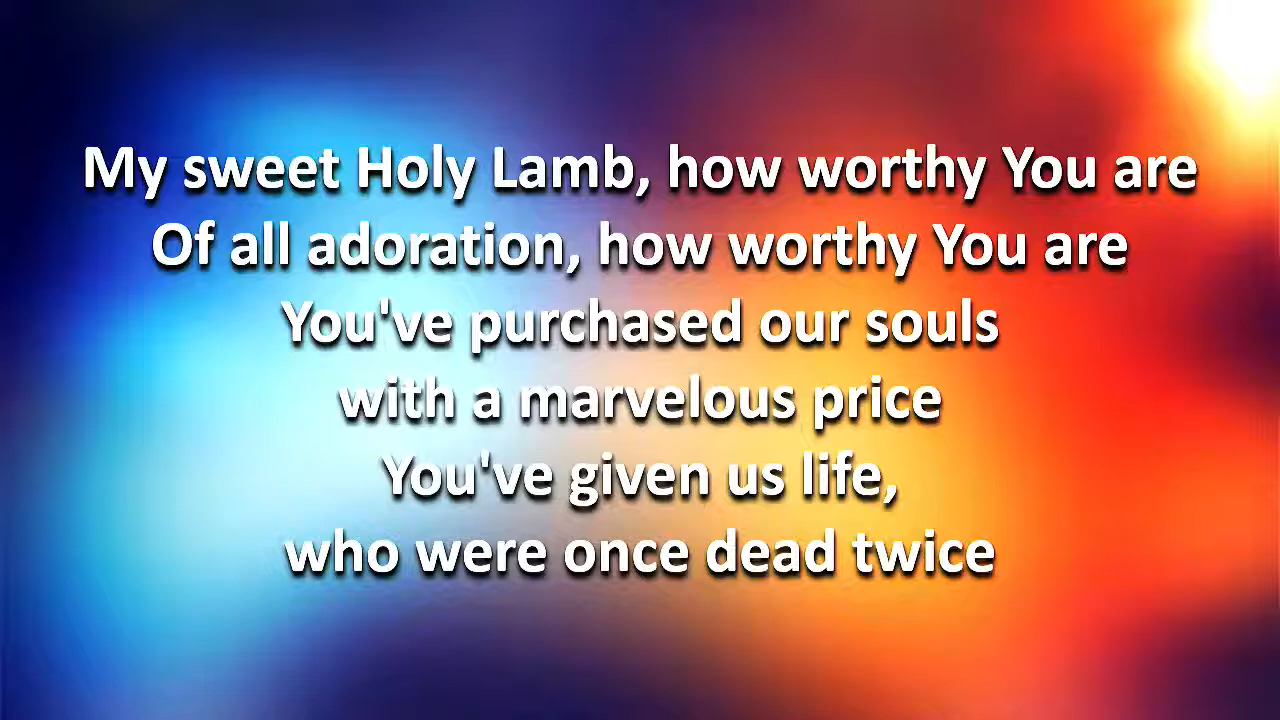 My sweet Holy Lamb, how worthy You are
Of all adoration, how worthy You are
You've purchased our souls
with a marvelous price
You've given us life,
who were once dead twice